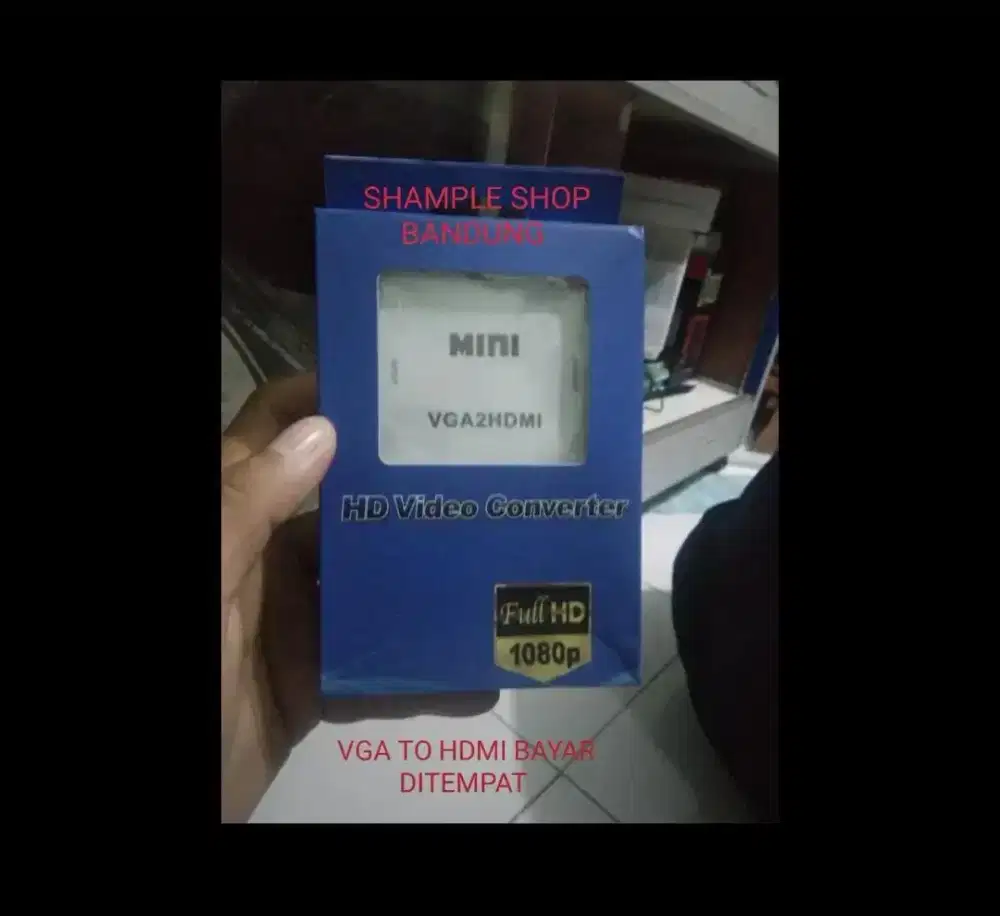 SHAMPLE SHOP
BANDUNG
MINI
VGA2HDMI
HD Video Converter
Full HD
1080p
VGA TO HDMI BAYAR
DITEMPAT